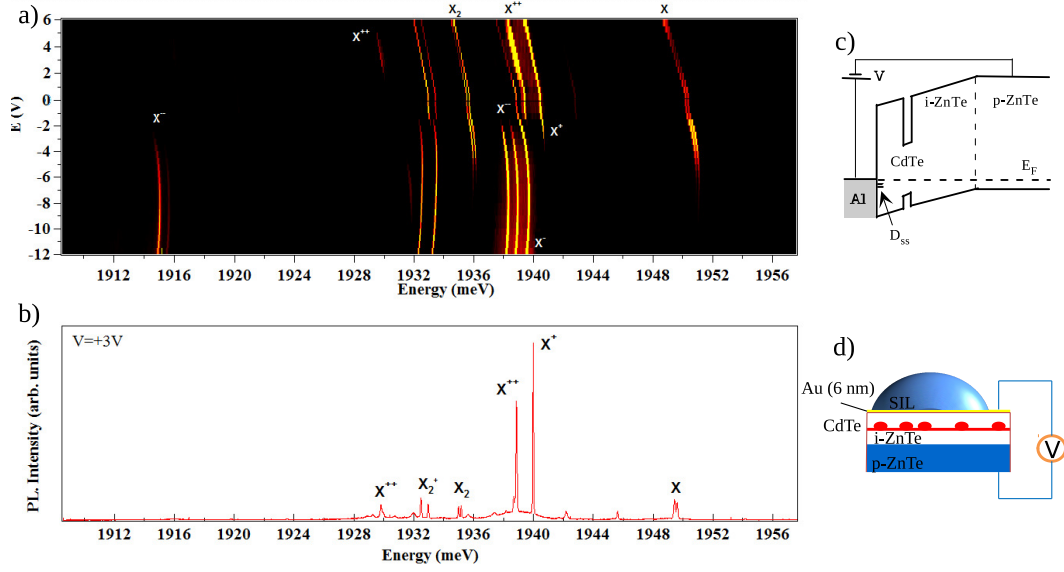 a)
X₂ X⁺⁺ X
X⁺⁺
X⁻
X⁻⁻
X⁺
X⁻
E (V)
6
4
2
0
-2
-4
-6
-8
-10
-12
1912 1916 1920 1924 1928 1932 1936 1940 1944 1948 1952 1956
Energy (meV)
b)
V=+3V
PL. Intensity (arb. units)
X⁺⁺
X₂⁺
X₂
X⁺⁺
X⁺
X
1912 1916 1920 1924 1928 1932 1936 1940 1944 1948 1952 1956
Energy (meV)
c)
V
i-ZnTe p-ZnTe
CdTe
E_F
Al
D_ss
d)
Au (6 nm)
SIL
CdTe
i-ZnTe
p-ZnTe
V